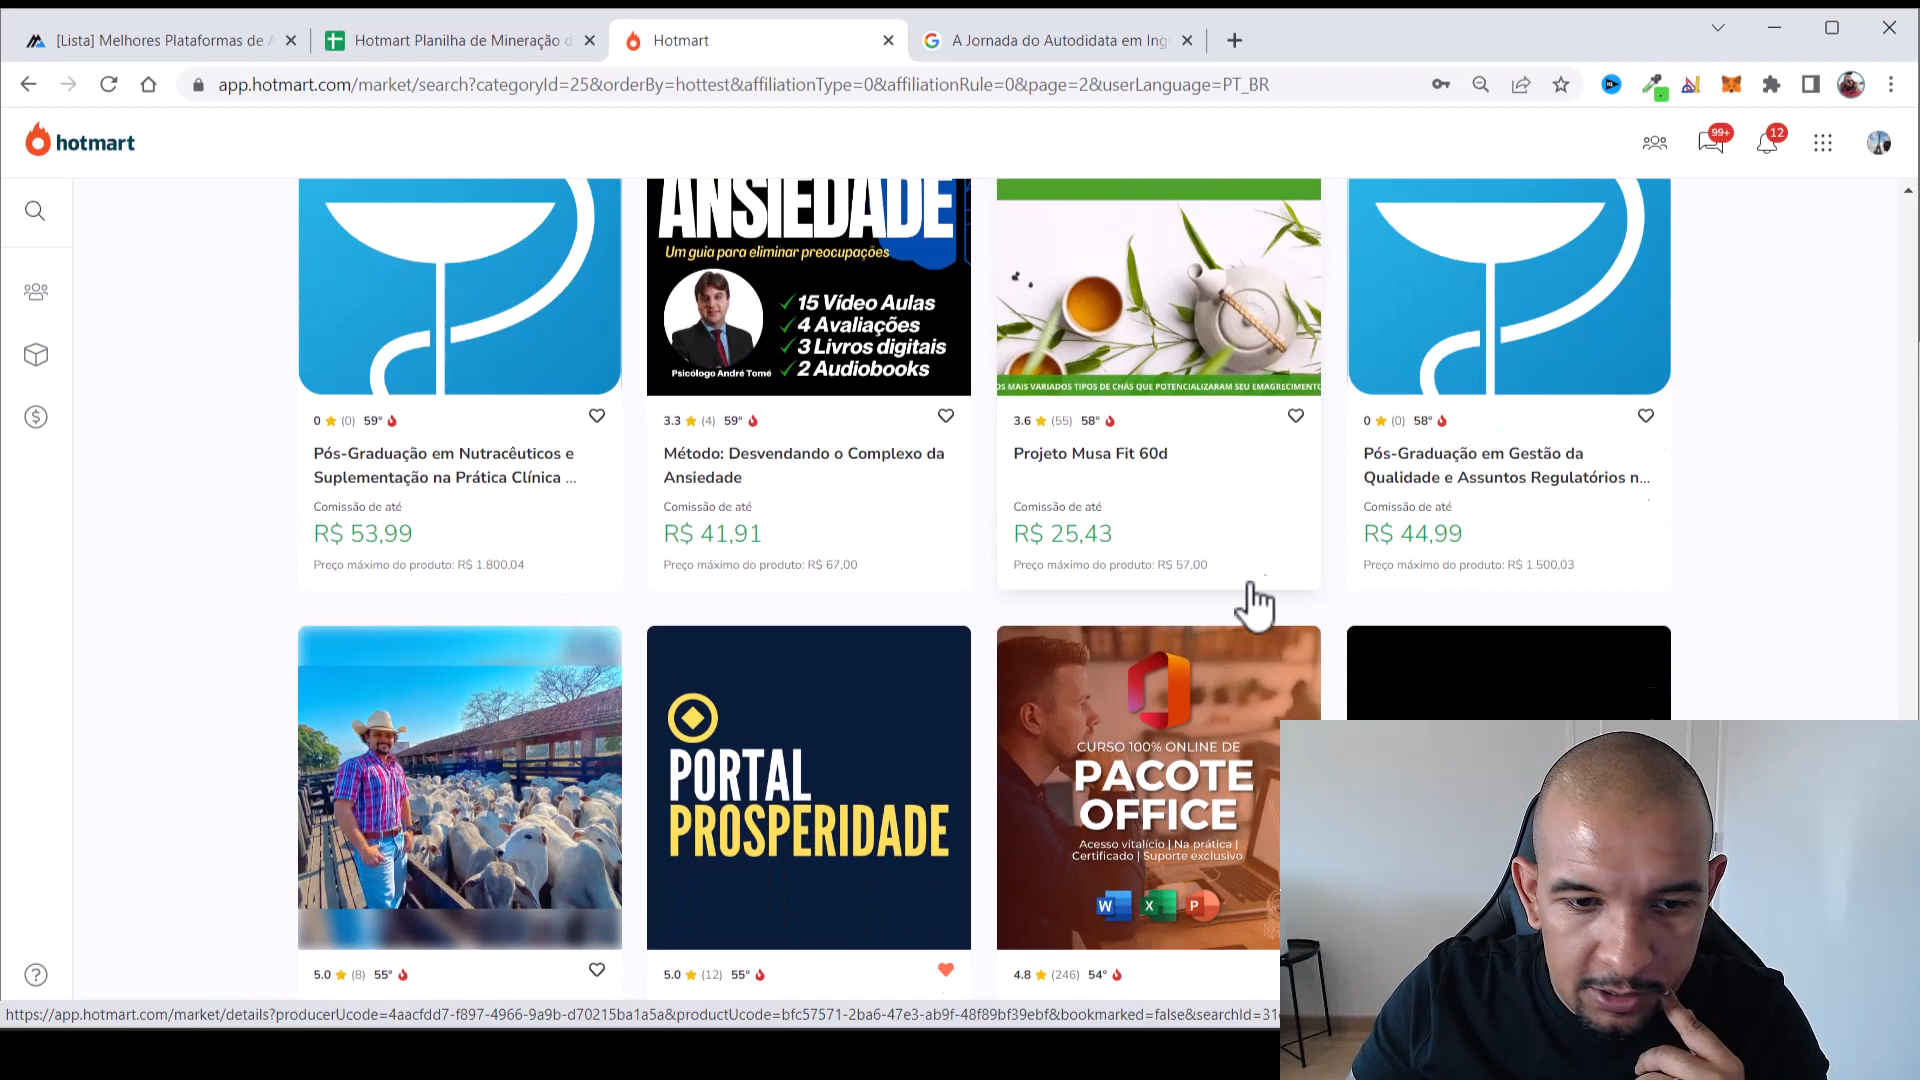 [Lista] Melhores Plataformas de A
Hotmart Planilha de Mineração d
Hotmart
A Jornada do Autodidata em Ingl
app.hotmart.com/market/search?categoryId=25&orderBy=hottest&affiliationType=0&affiliationRule=0&page=2&userLanguage=PT_BR
hotmart
99+
12
ANSIEDADE
Um guia para eliminar preocupações
15 Vídeo Aulas
4 Avaliações
3 Livros digitais
2 Audiobooks
Psicólogo André Tomé
OS MAIS VARIADOS TIPOS DE CHÁS QUE POTENCIALIZARAM SEU EMAGRECIMENTO
0 (0) 59°
3.3 (4) 59°
3.6 (55) 58°
0 (0) 58°
Pós-Graduação em Nutracêuticos e
Suplementação na Prática Clínica ...
Método: Desvendando o Complexo da
Ansiedade
Projeto Musa Fit 60d
Pós-Graduação em Gestão da
Qualidade e Assuntos Regulatórios n...
Comissão de até
R$ 53,99
Preço máximo do produto: R$ 1.800,04
Comissão de até
R$ 41,91
Preço máximo do produto: R$ 67,00
Comissão de até
R$ 25,43
Preço máximo do produto: R$ 57,00
Comissão de até
R$ 44,99
Preço máximo do produto: R$ 1.500,03
PORTAL
PROSPERIDADE
CURSO 100% ONLINE DE
PACOTE
OFFICE
Acesso vitalício | Na prática |
Certificado | Suporte exclusivo
W X P
5.0 (8) 55°
5.0 (12) 55°
4.8 (246) 54°
https://app.hotmart.com/market/details?producerUcode=4aacfdd7-f897-4966-9a9b-d70215ba1a5a&productUcode=bfc57571-2ba6-47e3-ab9f-48f89bf39ebf&bookmarked=false&searchId=31